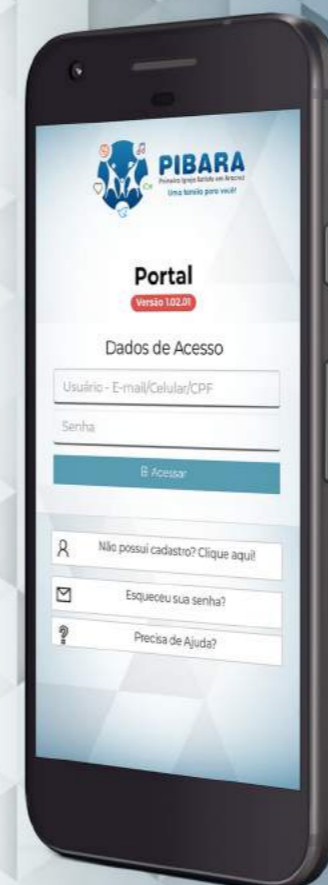 PIBARA
Primeira Igreja Batista em Aracruz
Uma família para você!
Portal
Versão 1.02.01
Dados de Acesso
Usuário - E-mail/Celular/CPF
Senha
Acessar
Não possui cadastro? Clique aqui!
Esqueceu sua senha?
Precisa de Ajuda?